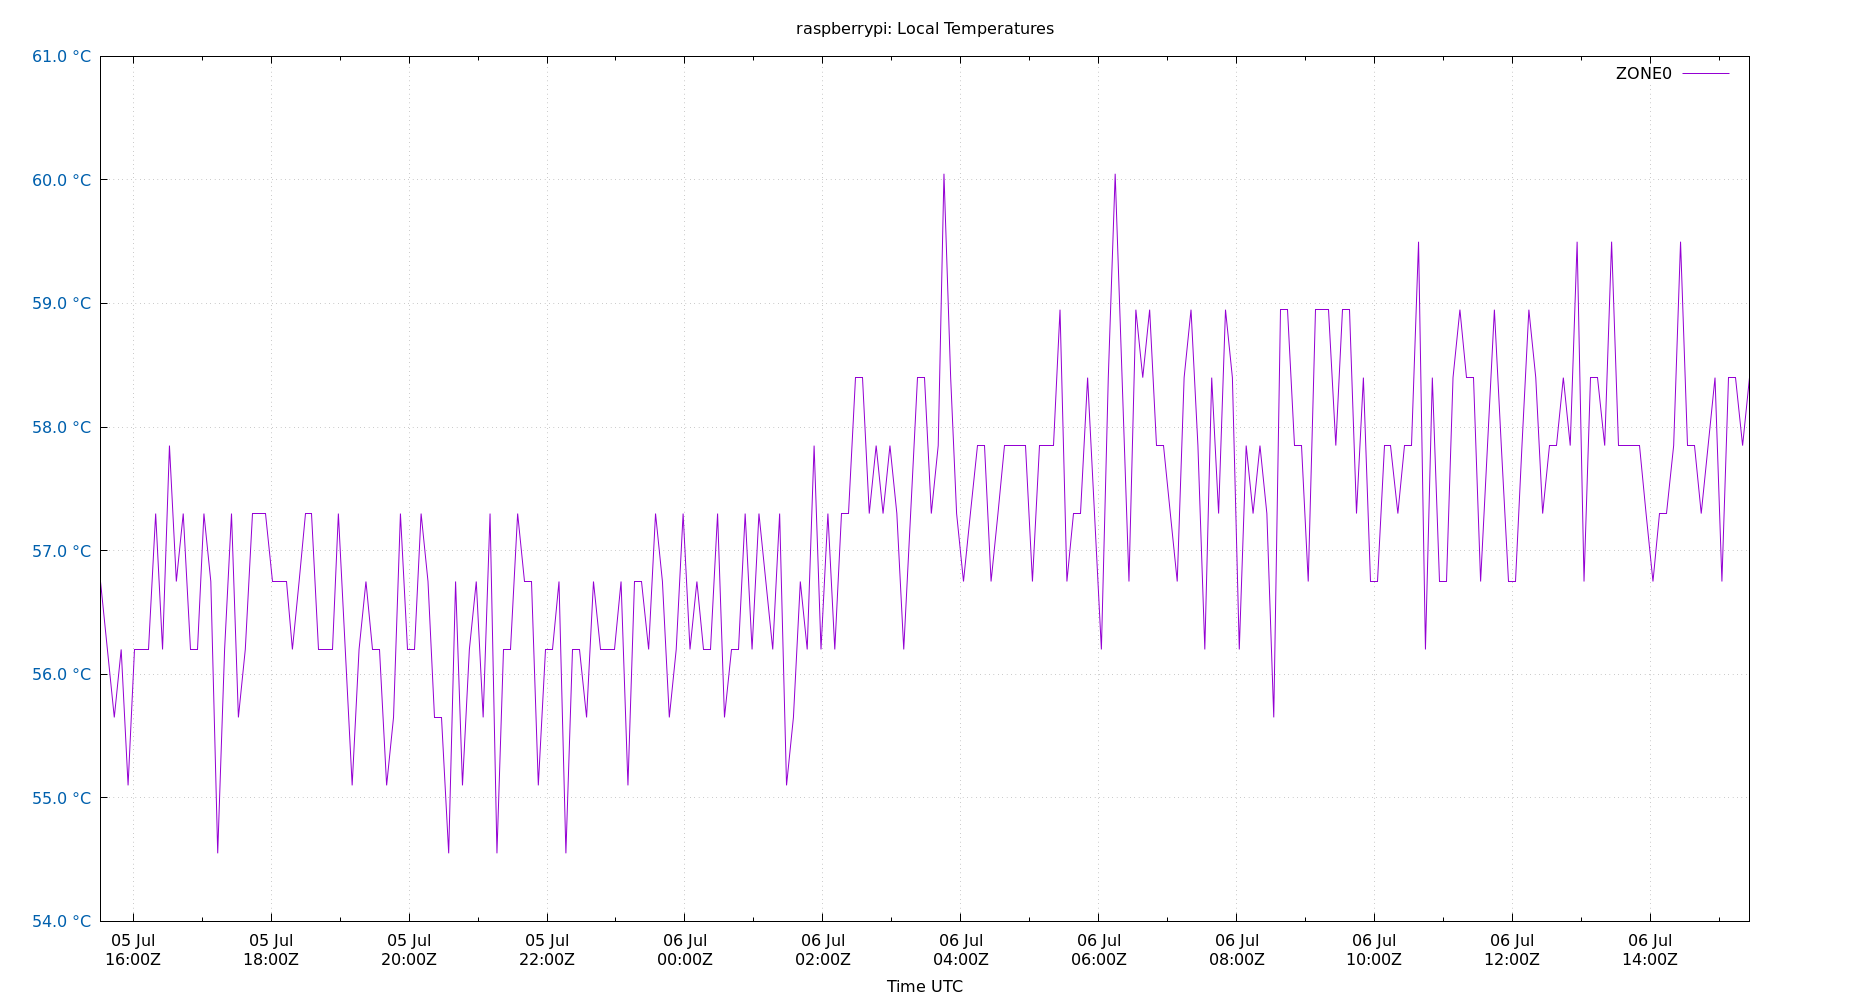 raspberrypi: Local Temperatures
61.0 °C
ZONE0
60.0 °C
59.0 °C
58.0 °C
57.0 °C
56.0 °C
55.0 °C
54.0 °C
05 Jul 05 Jul 05 Jul 05 Jul 06 Jul 06 Jul 06 Jul 06 Jul 06 Jul 06 Jul 06 Jul 06 Jul
16:00Z 18:00Z 20:00Z 22:00Z 00:00Z 02:00Z 04:00Z 06:00Z 08:00Z 10:00Z 12:00Z 14:00Z
Time UTC